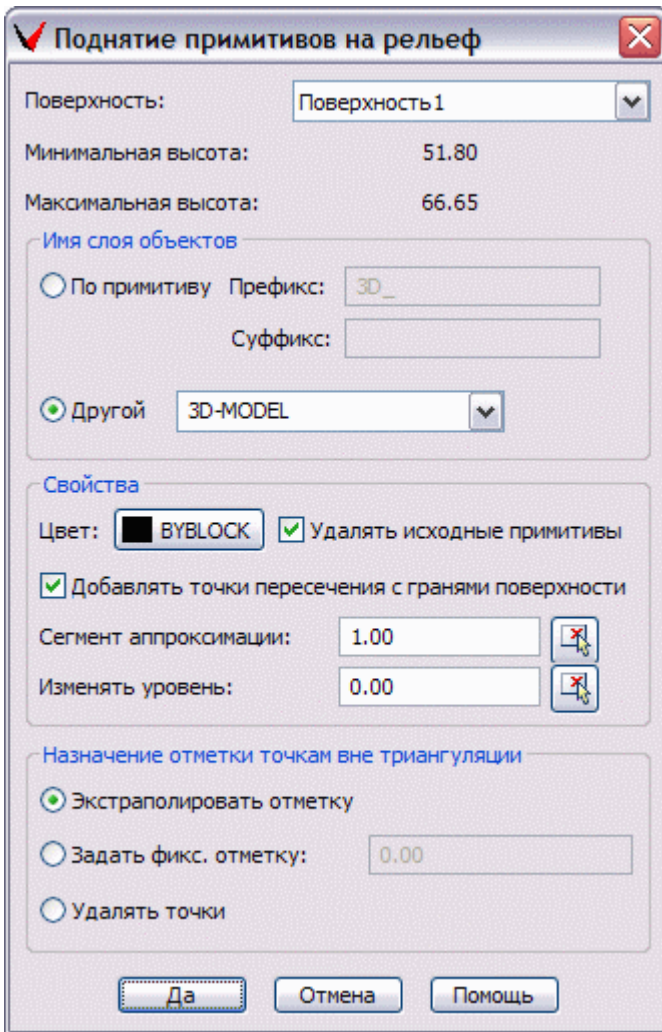 Поднятие примитивов на рельеф
Поверхность: Поверхность1
Минимальная высота: 51.80
Максимальная высота: 66.65
Имя слоя объектов
По примитиву Префикс: 3D_
Суффикс:
Другой 3D-MODEL
Свойства
Цвет: BYBLOCK Удалять исходные примитивы
Добавлять точки пересечения с гранями поверхности
Сегмент аппроксимации: 1.00
Изменять уровень: 0.00
Назначение отметки точкам вне триангуляции
Экстраполировать отметку
Задать фикс. отметку: 0.00
Удалять точки
Да Отмена Помощь